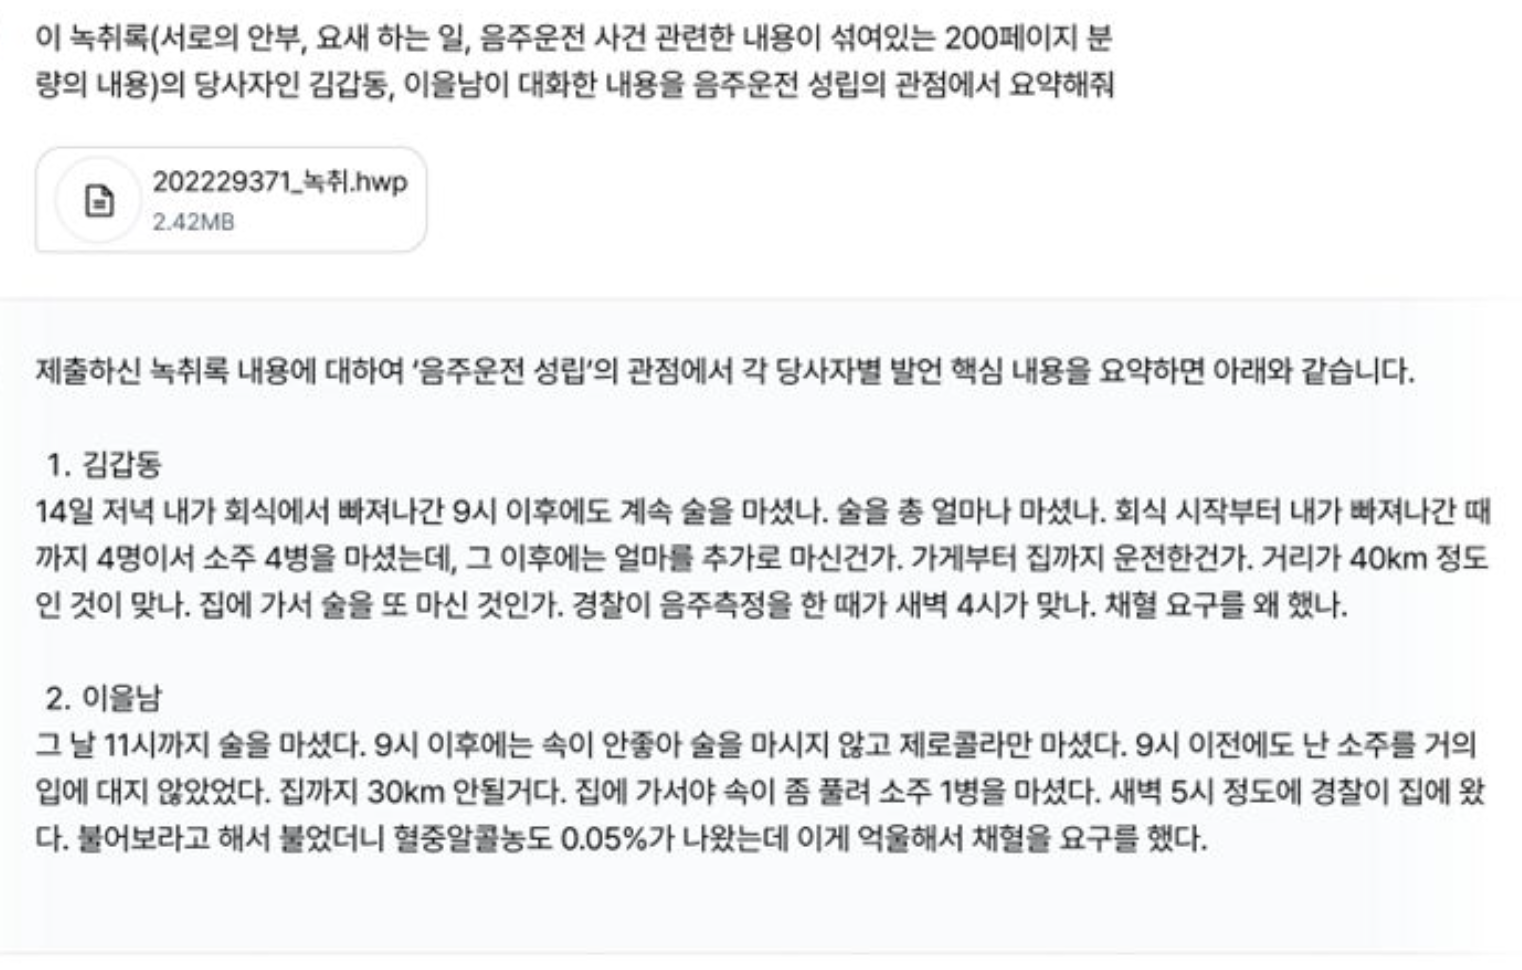 이 녹취록(서로의 안부, 요새 하는 일, 음주운전 사건 관련한 내용이 섞여있는 200페이지 분
량의 내용)의 당사자인 김갑동, 이을남이 대화한 내용을 음주운전 성립의 관점에서 요약해줘
202229371_녹취.hwp
2.42MB
제출하신 녹취록 내용에 대하여 ‘음주운전 성립’의 관점에서 각 당사자별 발언 핵심 내용을 요약하면 아래와 같습니다.
1. 김갑동
14일 저녁 내가 회식에서 빠져나간 9시 이후에도 계속 술을 마셨나. 술을 총 얼마나 마셨나. 회식 시작부터 내가 빠져나간 때
까지 4명이서 소주 4병을 마셨는데, 그 이후에는 얼마를 추가로 마신건가. 가게부터 집까지 운전한건가. 거리가 40km 정도
인 것이 맞나. 집에 가서 술을 또 마신 것인가. 경찰이 음주측정을 한 때가 새벽 4시가 맞나. 채혈 요구를 왜 했나.
2. 이을남
그 날 11시까지 술을 마셨다. 9시 이후에는 속이 안좋아 술을 마시지 않고 제로콜라만 마셨다. 9시 이전에도 난 소주를 거의
입에 대지 않았었다. 집까지 30km 안될거다. 집에 가서야 속이 좀 풀려 소주 1병을 마셨다. 새벽 5시 정도에 경찰이 집에 왔
다. 불어보라고 해서 불었더니 혈중알콜농도 0.05%가 나왔는데 이게 억울해서 채혈을 요구를 했다.